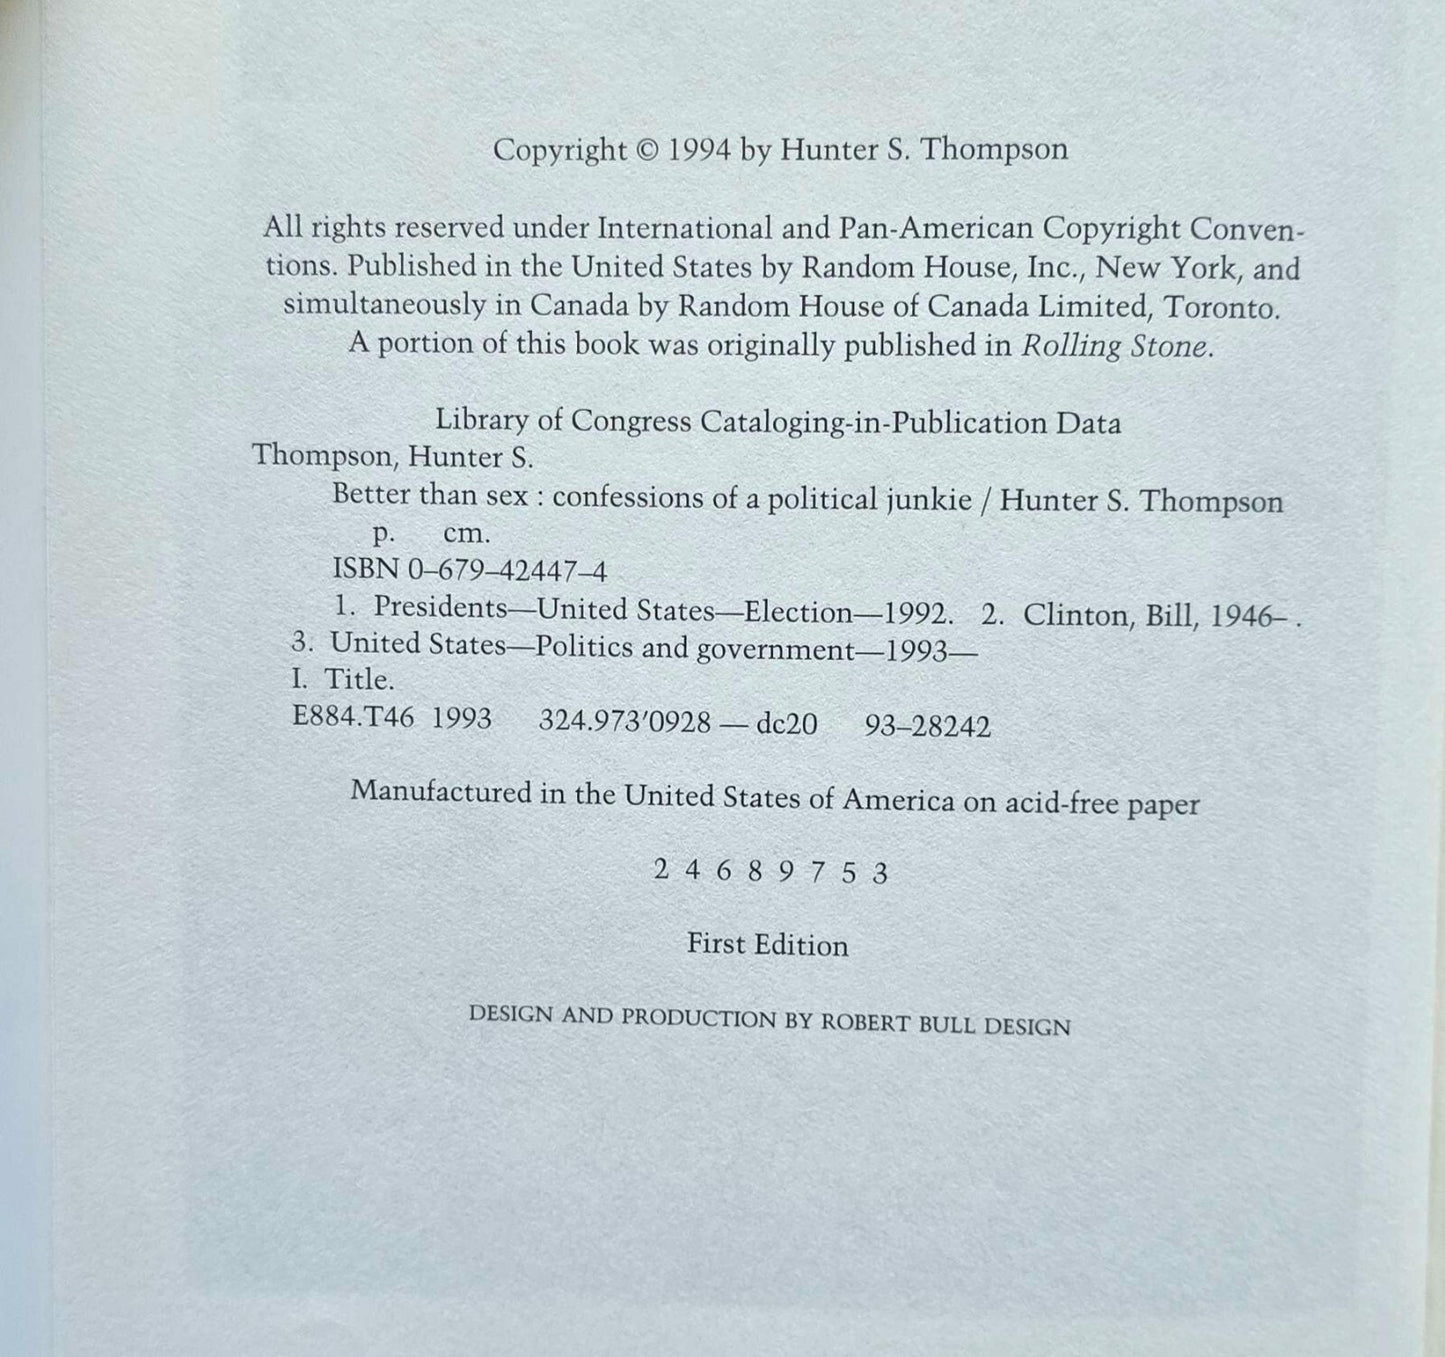 Copyright © 1994 by Hunter S. Thompson
All rights reserved under International and Pan-American Copyright Conven-
tions. Published in the United States by Random House, Inc., New York, and
simultaneously in Canada by Random House of Canada Limited, Toronto.
A portion of this book was originally published in Rolling Stone.
Library of Congress Cataloging-in-Publication Data
Thompson, Hunter S.
Better than sex : confessions of a political junkie / Hunter S. Thompson
p. cm.
ISBN 0–679–42447–4
1. Presidents—United States—Election—1992. 2. Clinton, Bill, 1946– .
3. United States—Politics and government—1993—
I. Title.
E884.T46 1993 324.973′0928 — dc20 93–28242
Manufactured in the United States of America on acid-free paper
2 4 6 8 9 7 5 3
First Edition
DESIGN AND PRODUCTION BY ROBERT BULL DESIGN